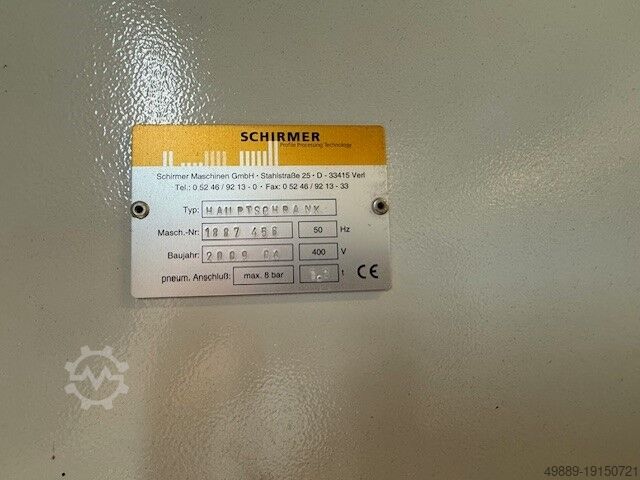 SCHIRMER
Profile Processing Technology
Schirmer Maschinen GmbH • Stahlstraße 25 • D - 33415 Verl
Tel.: 0 52 46 / 92 13 - 0 • Fax: 0 52 46 / 92 13 - 33
Typ: HAUPTSCHRANK
Masch.-Nr: 1887 456 50 Hz
Baujahr: 2009 04 400 V
pneum. Anschluß: max. 8 bar t CE
49889-19150721